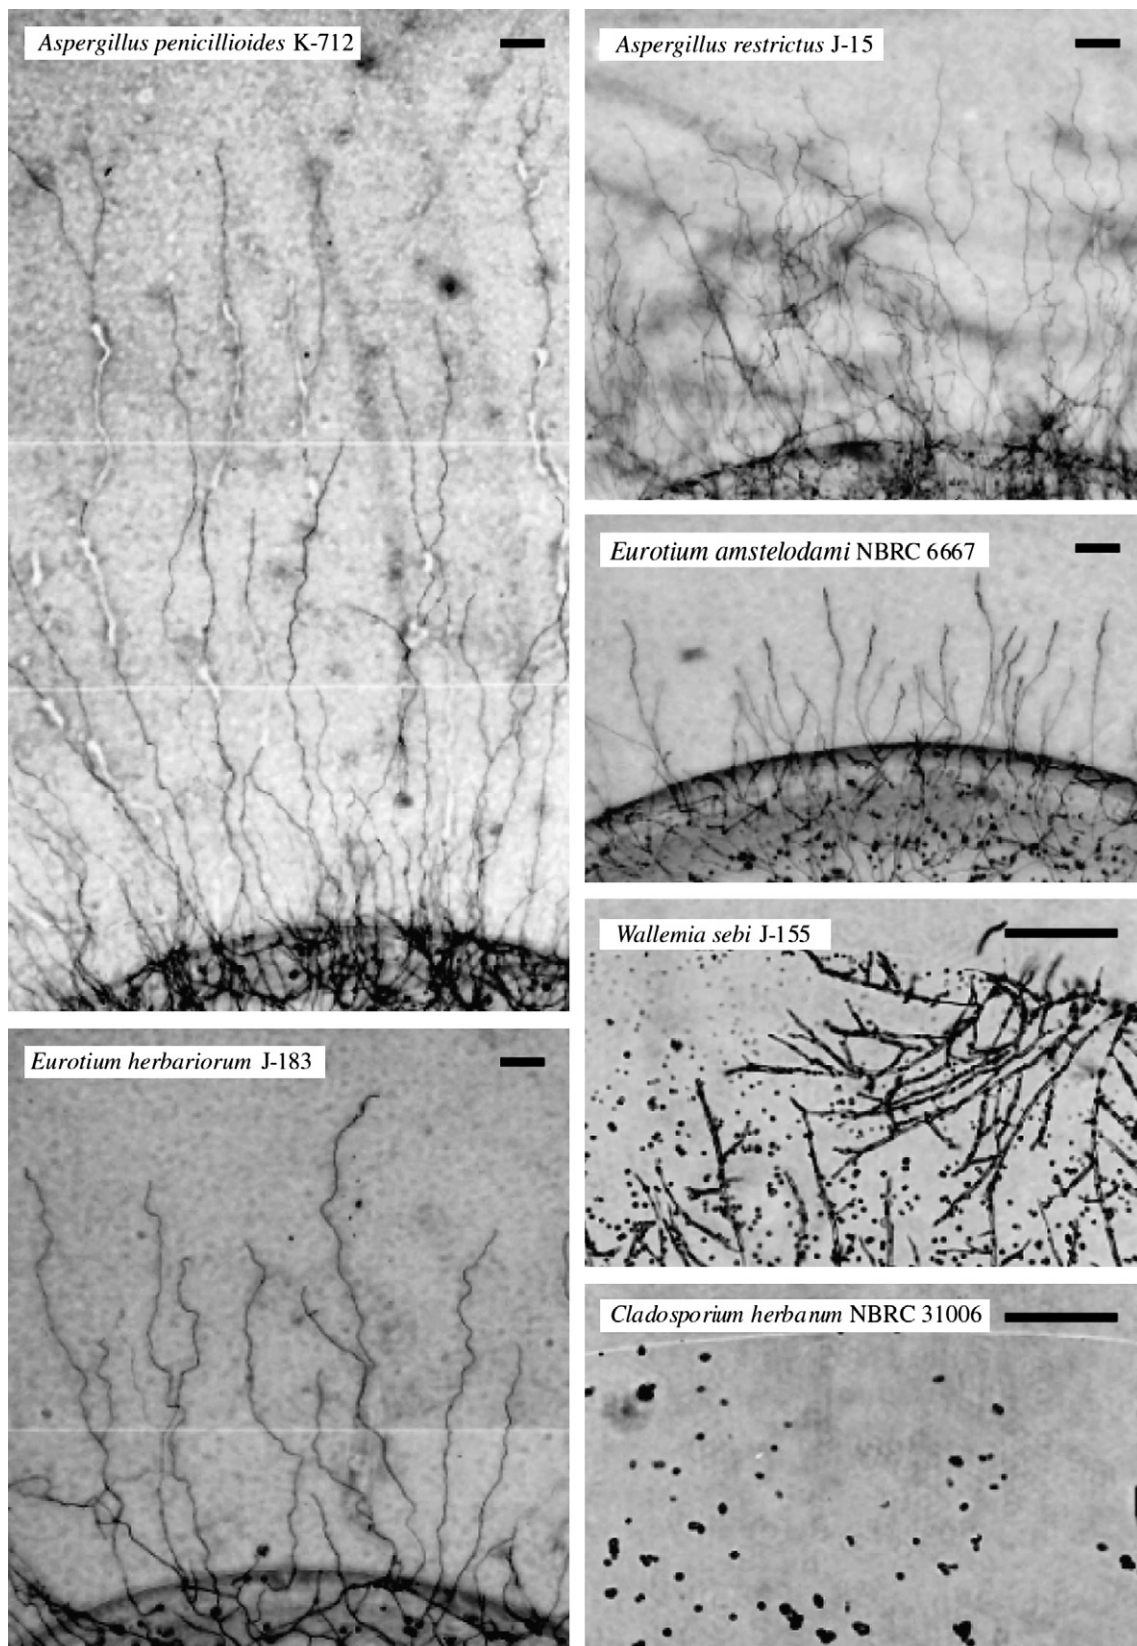 Aspergillus penicillioides K-712
Aspergillus restrictus J-15
Eurotium amstelodami NBRC 6667
Wallemia sebi J-155
Eurotium herbariorum J-183
Cladosporium herbanum NBRC 31006